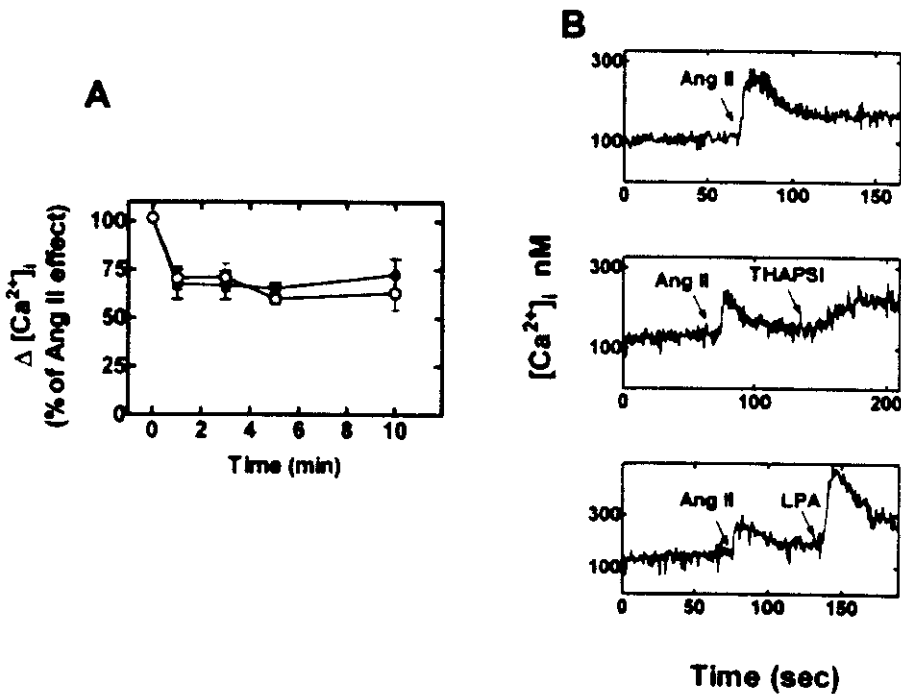 A
100
75
50
25
0
0 2 4 6 8 10
Time (min)
Δ [Ca²⁺]ᵢ
(% of Ang II effect)
B
[Ca²⁺]ᵢ nM
300
100
Ang II
0 50 100 150
300
100
Ang II
THAPSI
0 100 200
300
100
Ang II
LPA
0 50 100 150
Time (sec)